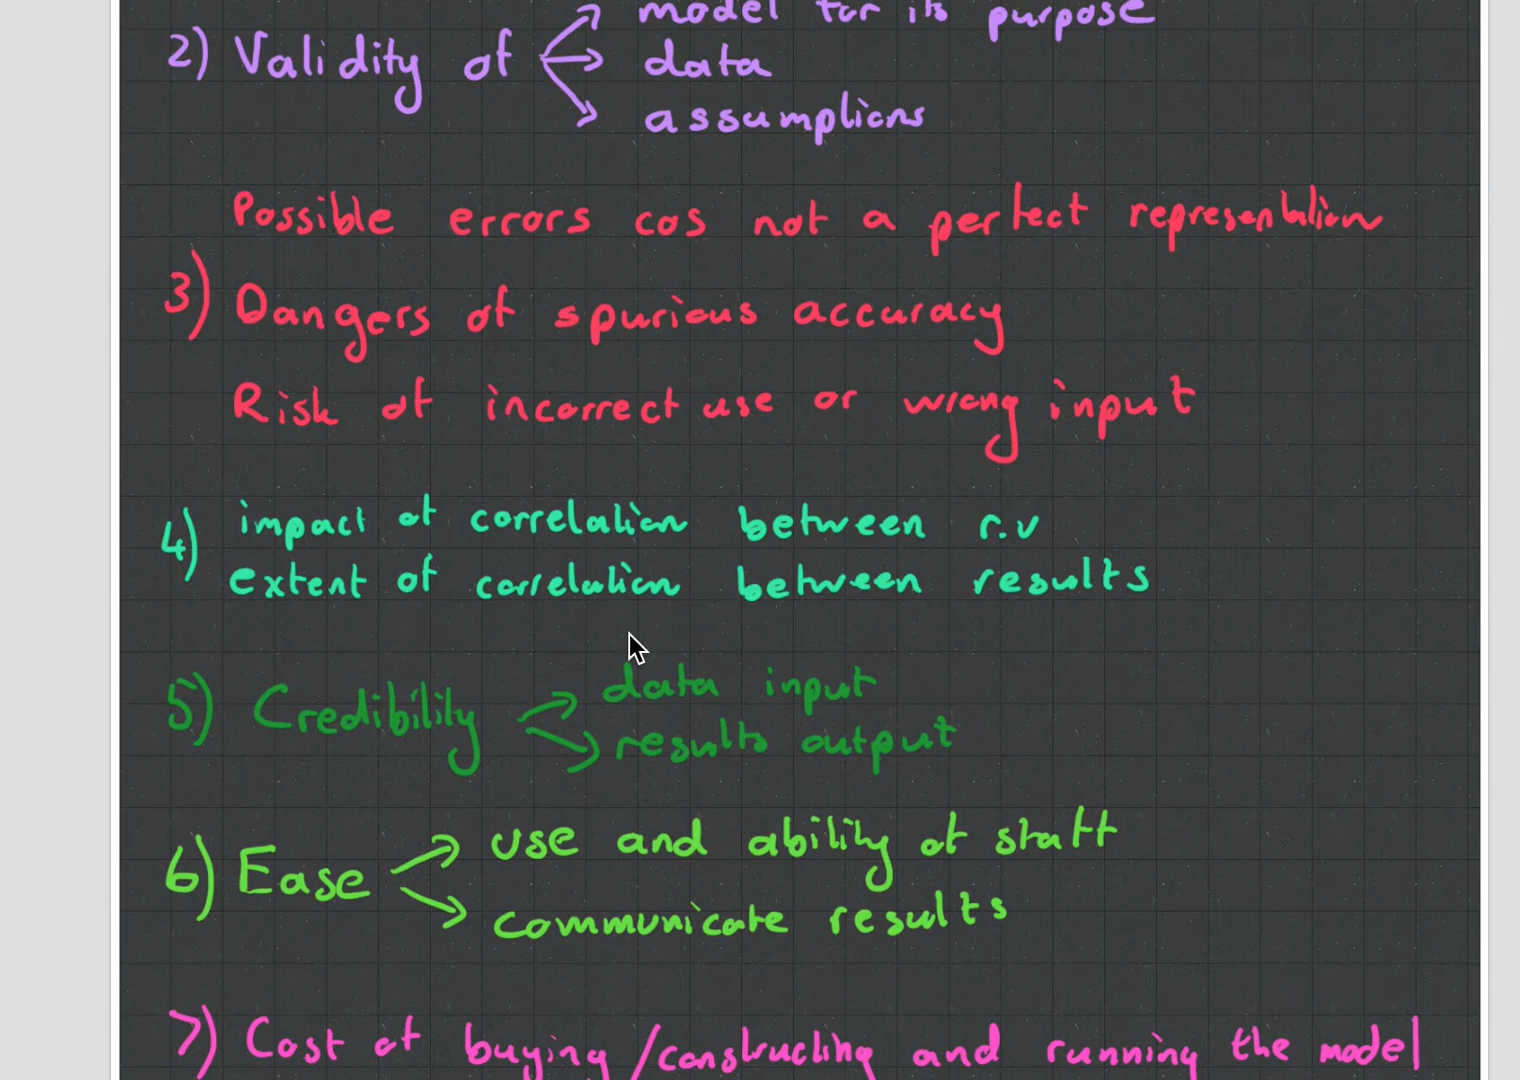 model for its purpose
2) Validity of
data
assumptions
Possible errors cos not a perfect representation
3) Dangers of spurious accuracy
Risk of incorrect use or wrong input
4) impact of correlation between r.v
extent of correlation between results
data input
5) Credibility
results output
use and ability of staff
6) Ease
communicate results
7) Cost of buying/constructing and running the model